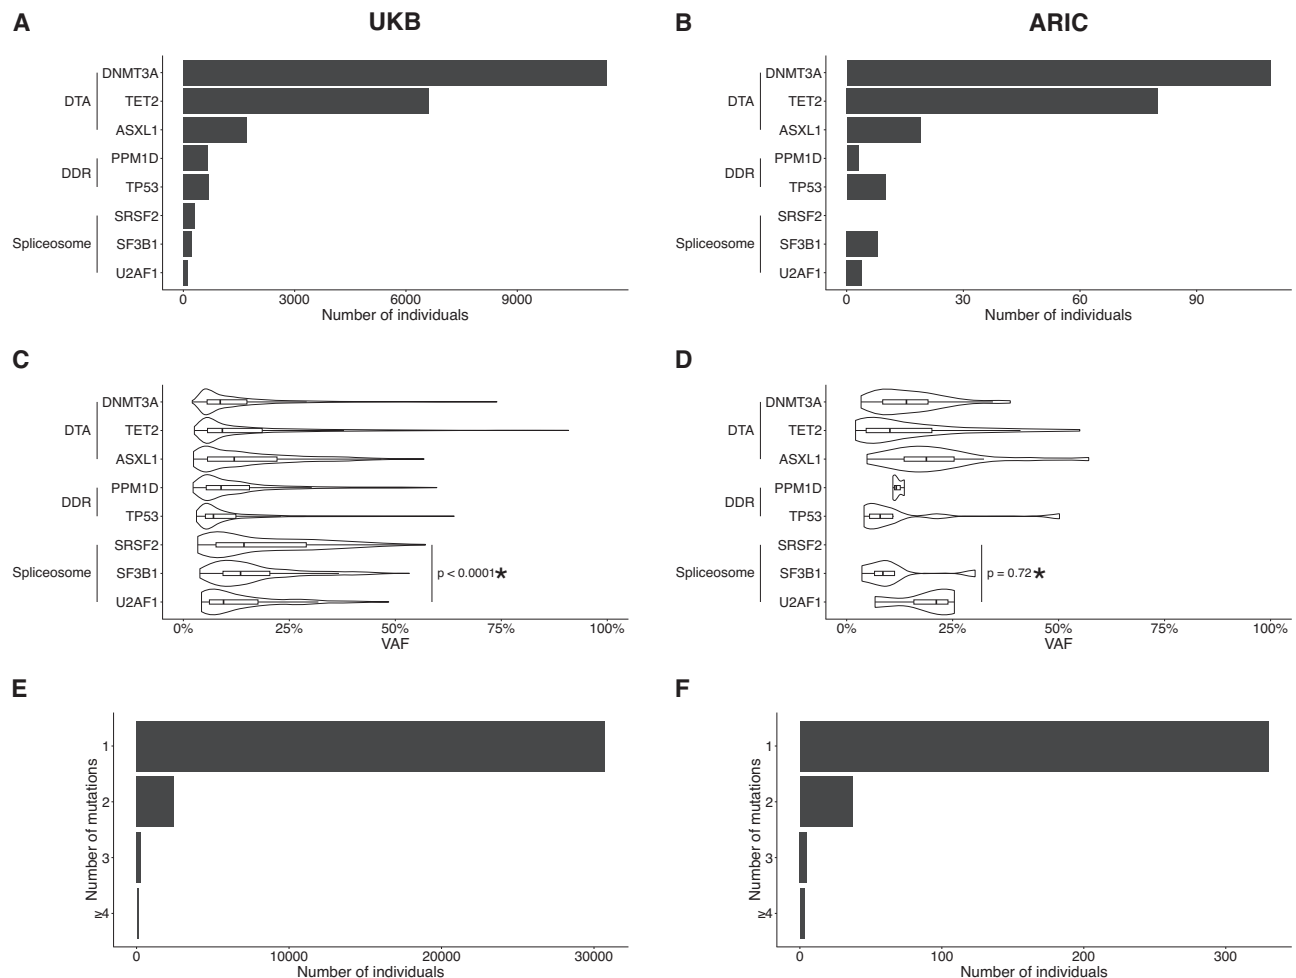 A
UKB
DNMT3A
TET2
ASXL1
PPM1D
TP53
SRSF2
SF3B1
U2AF1
DTA
DDR
Spliceosome
0 3000 6000 9000
Number of individuals
B
ARIC
DNMT3A
TET2
ASXL1
PPM1D
TP53
SRSF2
SF3B1
U2AF1
DTA
DDR
Spliceosome
0 30 60 90
Number of individuals
C
DNMT3A
TET2
ASXL1
PPM1D
TP53
SRSF2
SF3B1
U2AF1
DTA
DDR
Spliceosome
p < 0.0001★
0% 25% 50% 75% 100%
VAF
D
DNMT3A
TET2
ASXL1
PPM1D
TP53
SRSF2
SF3B1
U2AF1
DTA
DDR
Spliceosome
p = 0.72★
0% 25% 50% 75% 100%
VAF
E
Number of mutations
1
2
3
≥4
0 10000 20000 30000
Number of individuals
F
Number of mutations
1
2
3
≥4
0 100 200 300
Number of individuals